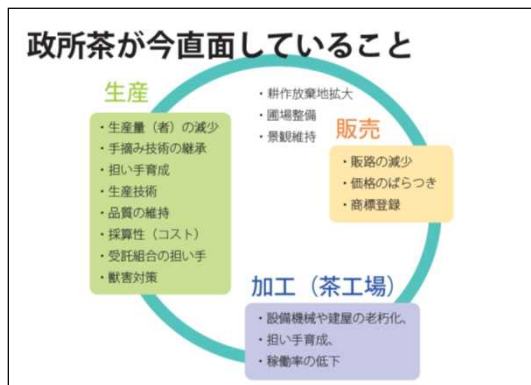 政所茶が今直面していること
生産
・生産量（者）の減少
・手摘み技術の継承
・担い手育成
・生産技術
・品質の維持
・採算性（コスト）
・受託組合の担い手
・獣害対策
・耕作放棄地拡大
・圃場整備
・景観維持
販売
・販路の減少
・価格のばらつき
・商標登録
加工（茶工場）
・設備機械や建屋の老朽化、
・担い手育成、
・稼働率の低下